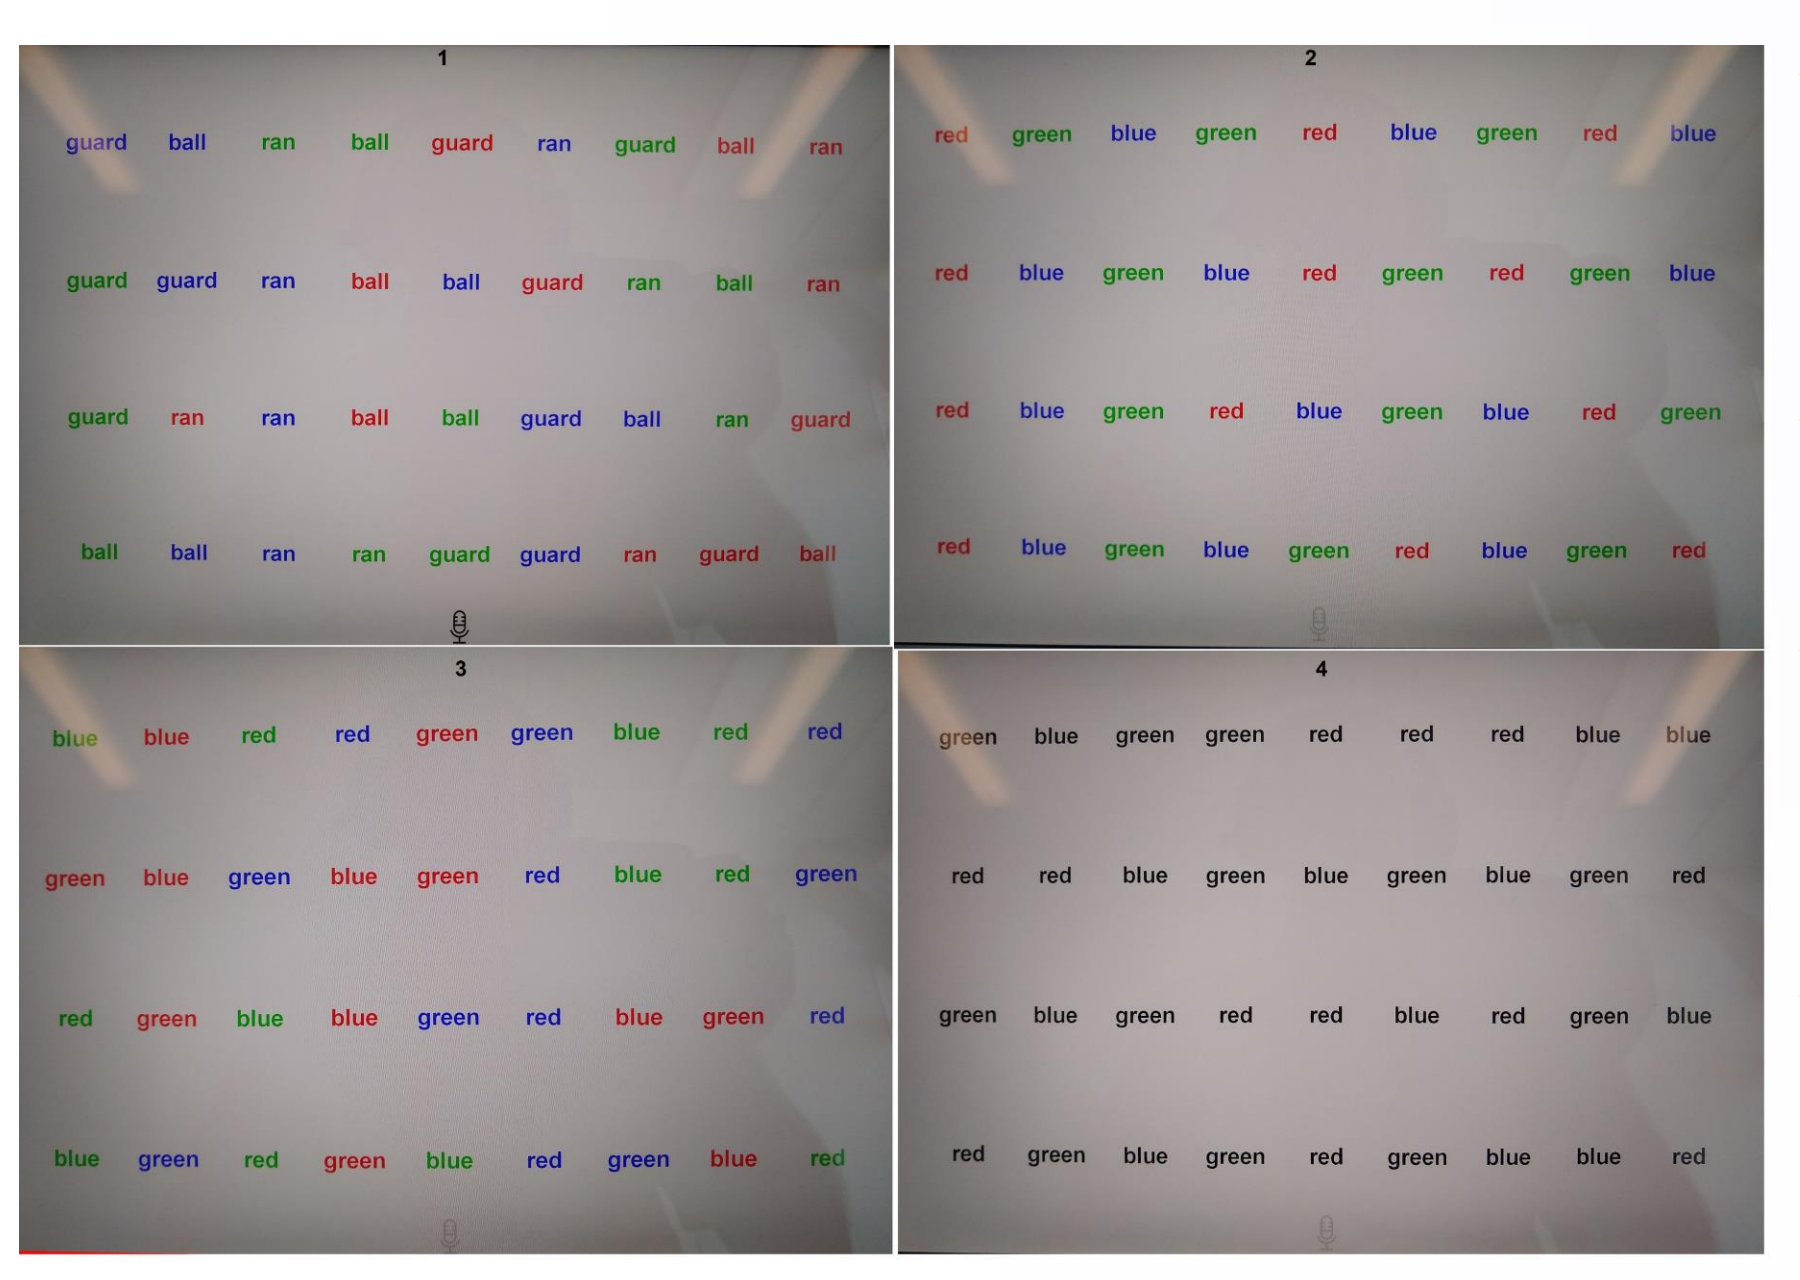 1
guard ball ran ball guard ran guard ball ran
guard guard ran ball ball guard ran ball ran
guard ran ran ball ball guard ball ran guard
ball ball ran ran guard guard ran guard ball
2
red green blue green red blue green red blue
red blue green blue red green red green blue
red blue green red blue green blue red green
red blue green blue green red blue green red
3
blue blue red red green green blue red red
green blue green blue green red blue red green
red green blue blue green red blue green red
blue green red green blue red green blue red
4
green blue green green red red red blue blue
red red blue green blue green blue green red
green blue green red red blue red green blue
red green blue green red green blue blue red